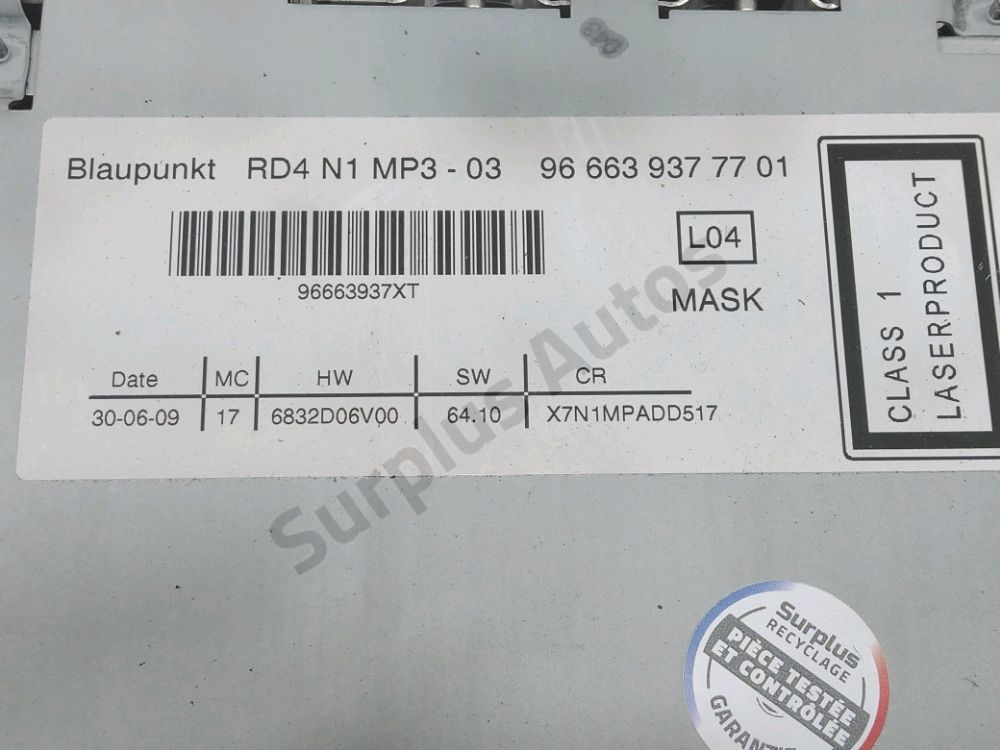 Blaupunkt RD4 N1 MP3 - 03 96 663 937 77 01
96663937XT
L04
MASK
CLASS 1
LASERPRODUCT
Date MC HW SW CR
30-06-09 17 6832D06V00 64.10 X7N1MPADD517
Surplus Autos
Surplus
RECYCLAGE
PIÈCE TESTÉE
ET CONTRÔLÉE